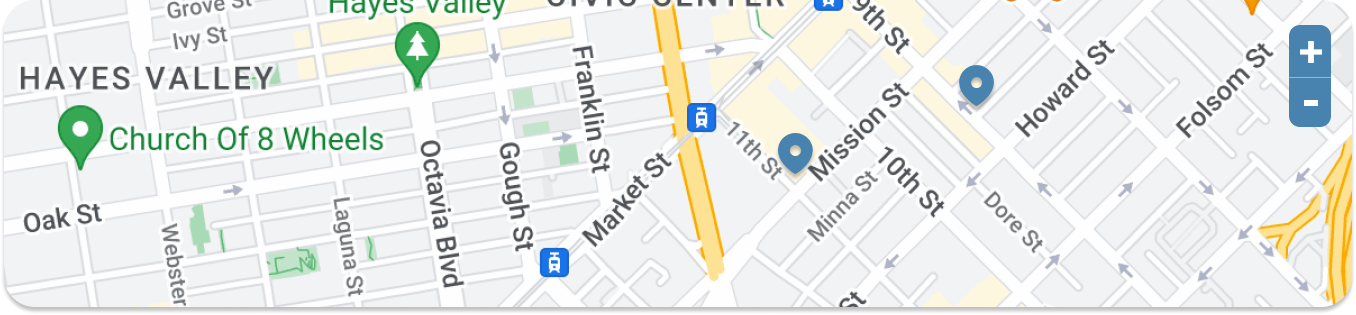 Grove St
Hayes Valley
CIVIC CENTER
9th St
Ivy St
HAYES VALLEY
Franklin St
Howard St
Folsom St
+
-
Church Of 8 Wheels
11th St
Mission St
10th St
Octavia Blvd
Gough St
Market St
Minna St
Dore St
Oak St
Webster
Laguna St
St